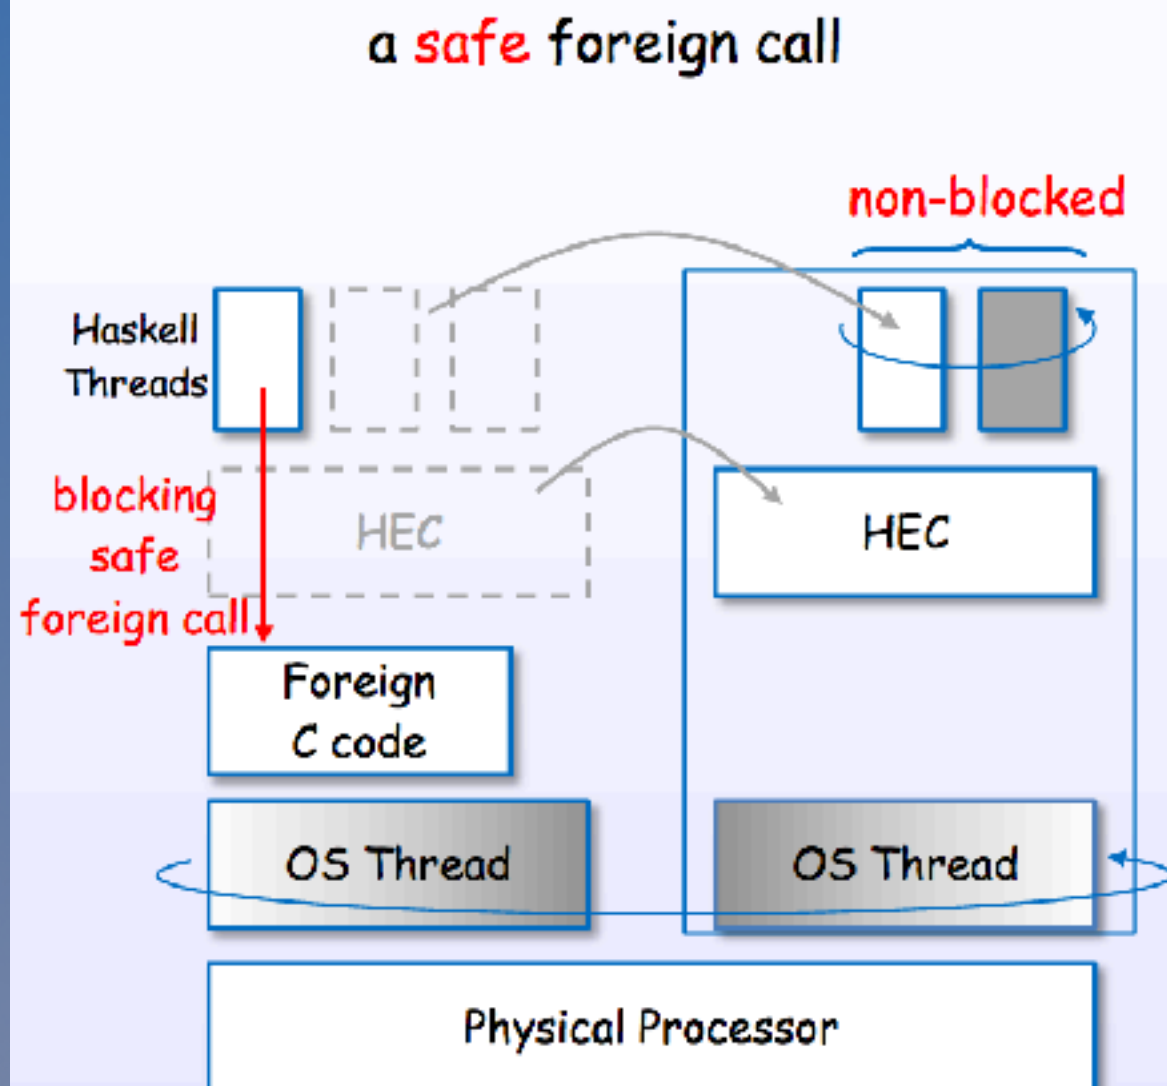 a safe foreign call
non-blocked
Haskell
Threads
blocking
safe
foreign call
HEC
HEC
Foreign
C code
OS Thread
OS Thread
Physical Processor